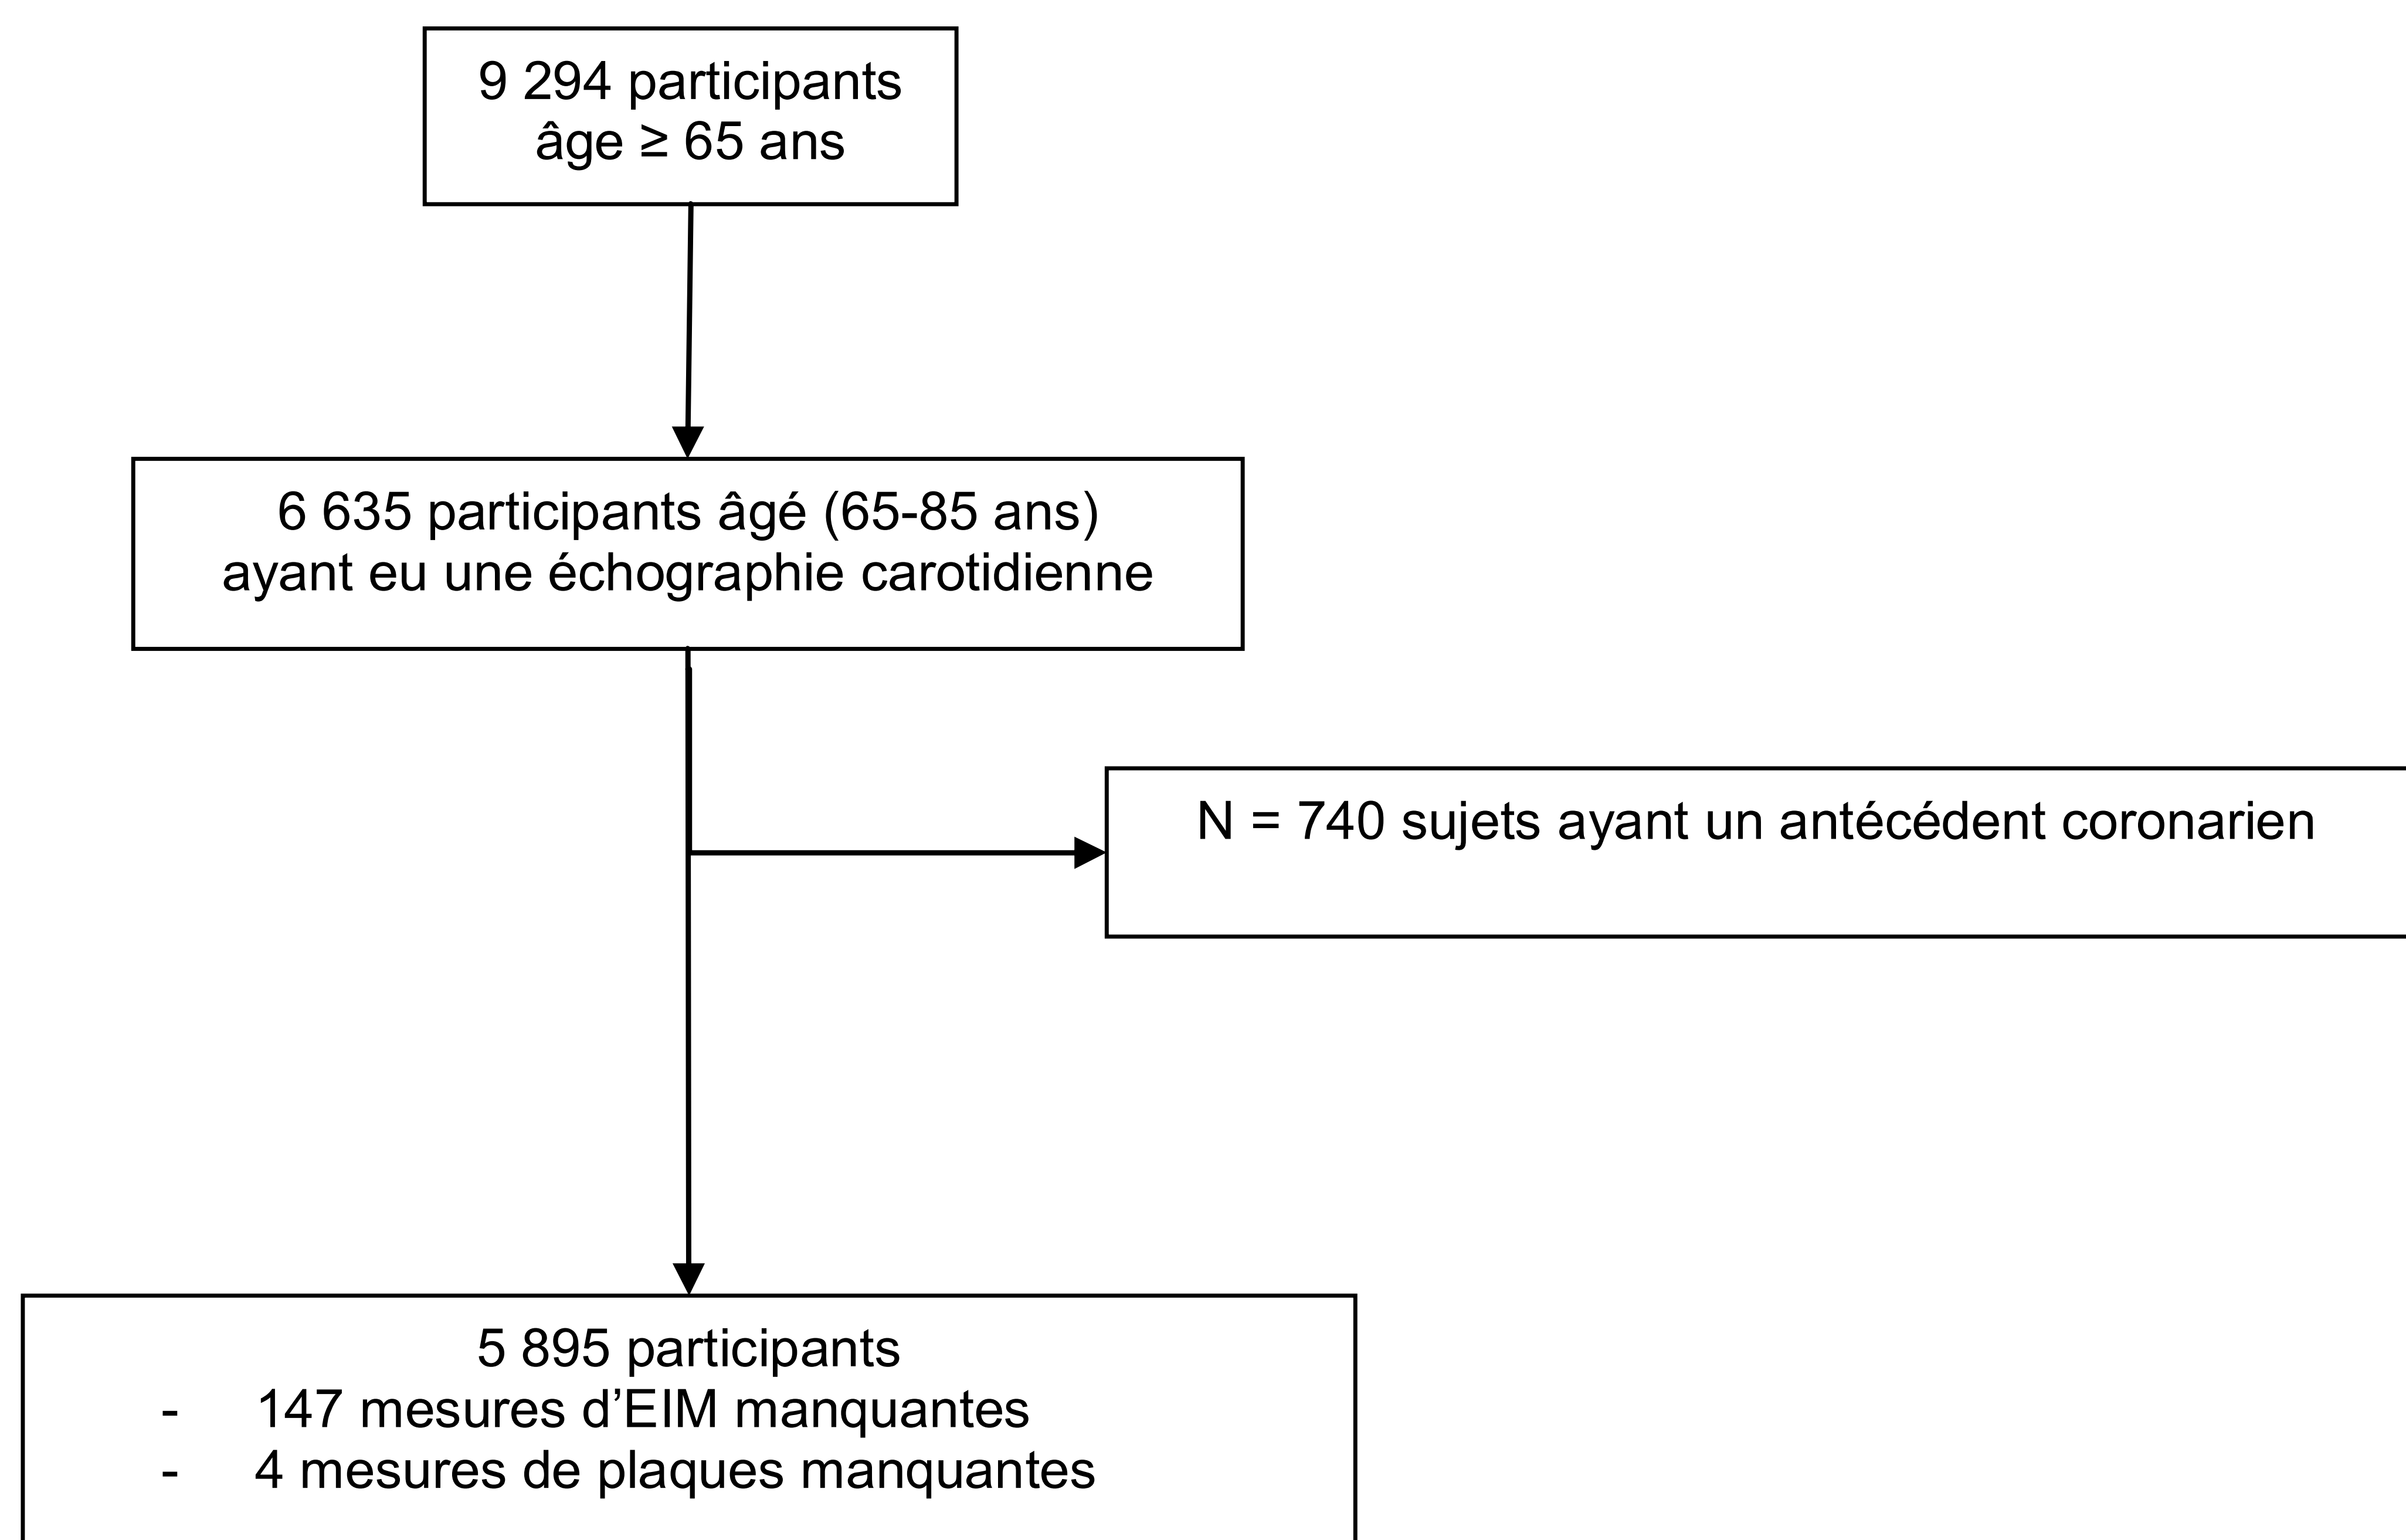 9 294 participants
âge ≥ 65 ans
6 635 participants âgé (65-85 ans)
ayant eu une échographie carotidienne
N = 740 sujets ayant un antécédent coronarien
5 895 participants
- 147 mesures d’EIM manquantes
- 4 mesures de plaques manquantes